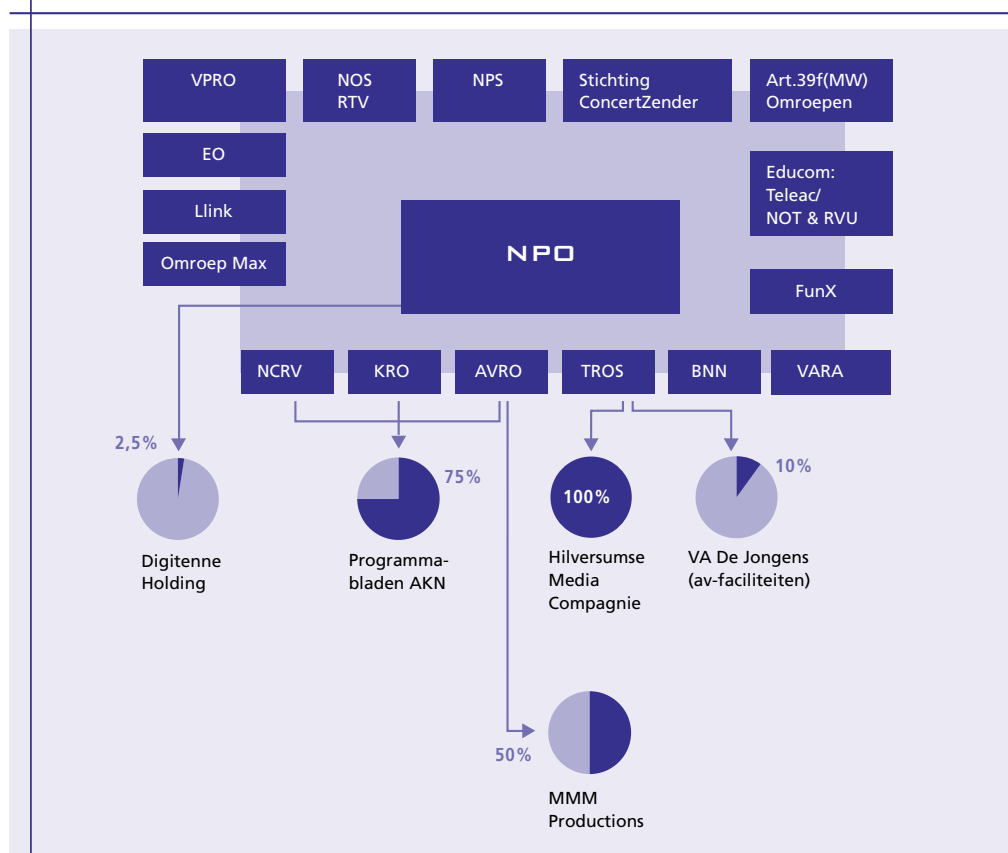 VPRO
NOS
RTV
NPS
Stichting
ConcertZender
Art.39f(MW)
Omroepen
EO
Llink
Omroep Max
Educom:
Teleac/
NOT & RVU
NPO
FunX
NCRV
KRO
AVRO
TROS
BNN
VARA
2,5%
75%
100%
10%
Digitenne
Holding
Programma-
bladen AKN
Hilversumse
Media
Compagnie
VA De Jongens
(av-faciliteiten)
50%
MMM
Productions